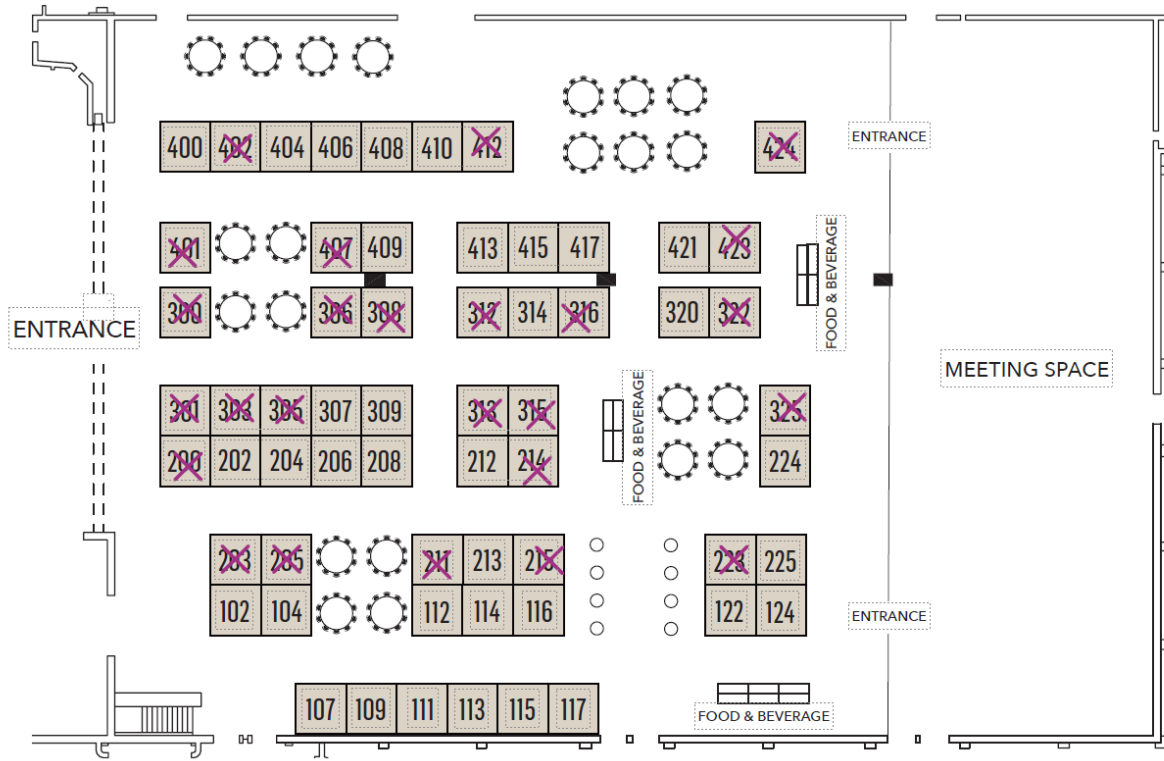 400 402 404 406 408 410 412 424
ENTRANCE
401 407 409 413 415 417 421 423
FOOD & BEVERAGE
300 306 308 312 314 316 320 322
ENTRANCE
MEETING SPACE
301 303 305 307 309 313 315 325
FOOD & BEVERAGE
200 202 204 206 208 212 214 224
203 205 211 213 215 223 225
102 104 112 114 116 122 124
ENTRANCE
107 109 111 113 115 117
FOOD & BEVERAGE